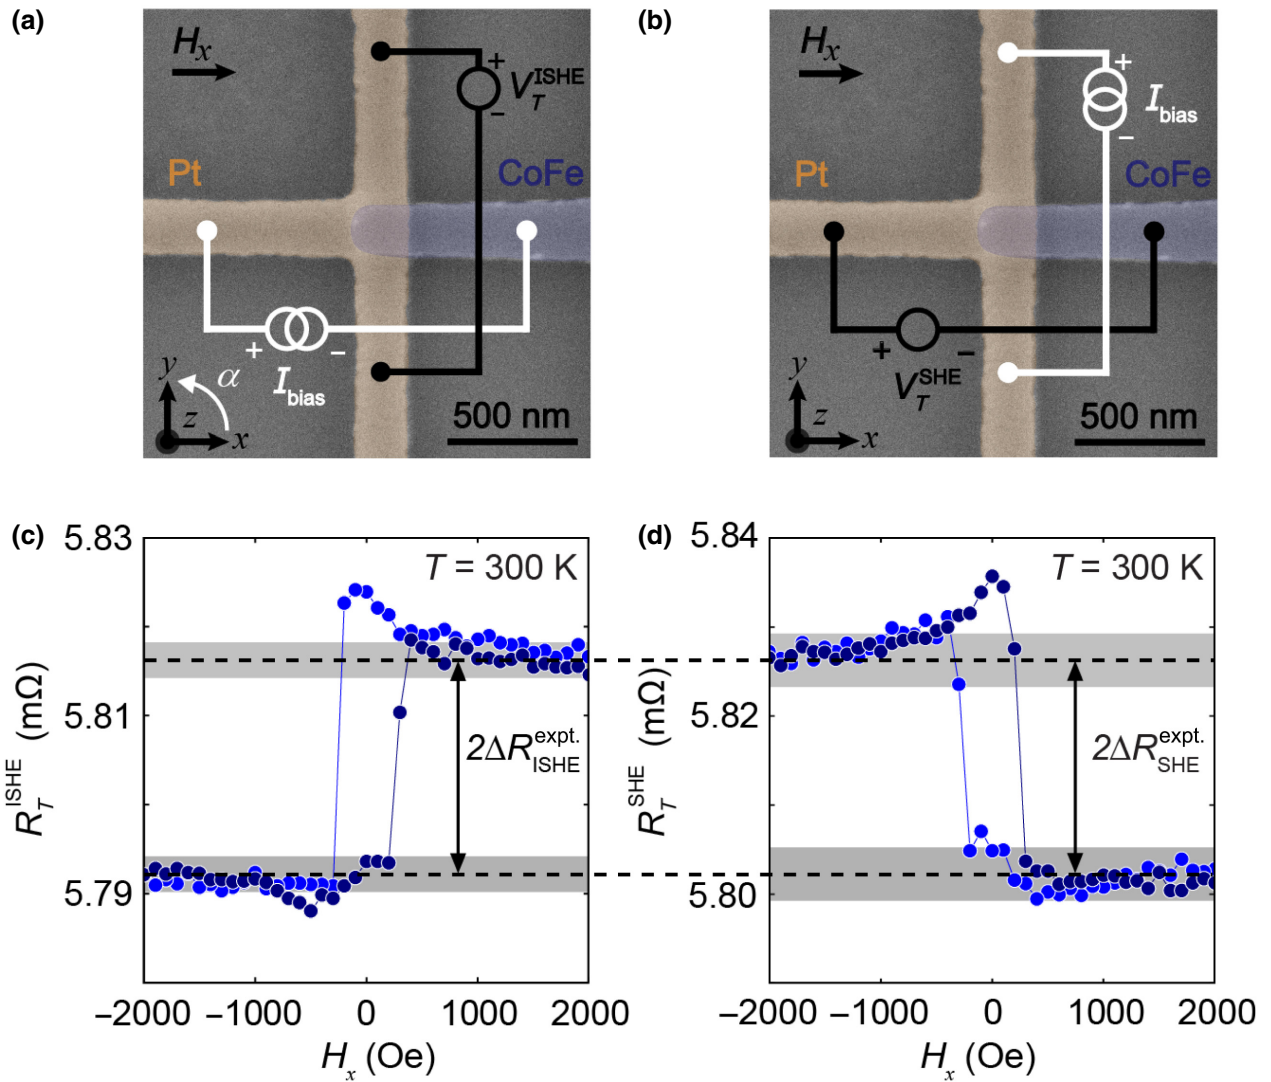 (a)
H_x
+
V_T^ISHE
−
Pt
CoFe
+
−
I_bias
y
α
z
x
500 nm
(b)
H_x
+
I_bias
−
Pt
CoFe
+
−
V_T^SHE
y
z
x
500 nm
(c)
5.83
T = 300 K
5.81
2ΔR_ISHE^expt.
5.79
R_T^ISHE (mΩ)
−2000 −1000 0 1000 2000
H_x (Oe)
(d)
5.84
T = 300 K
5.82
2ΔR_SHE^expt.
5.80
R_T^SHE (mΩ)
−2000 −1000 0 1000 2000
H_x (Oe)